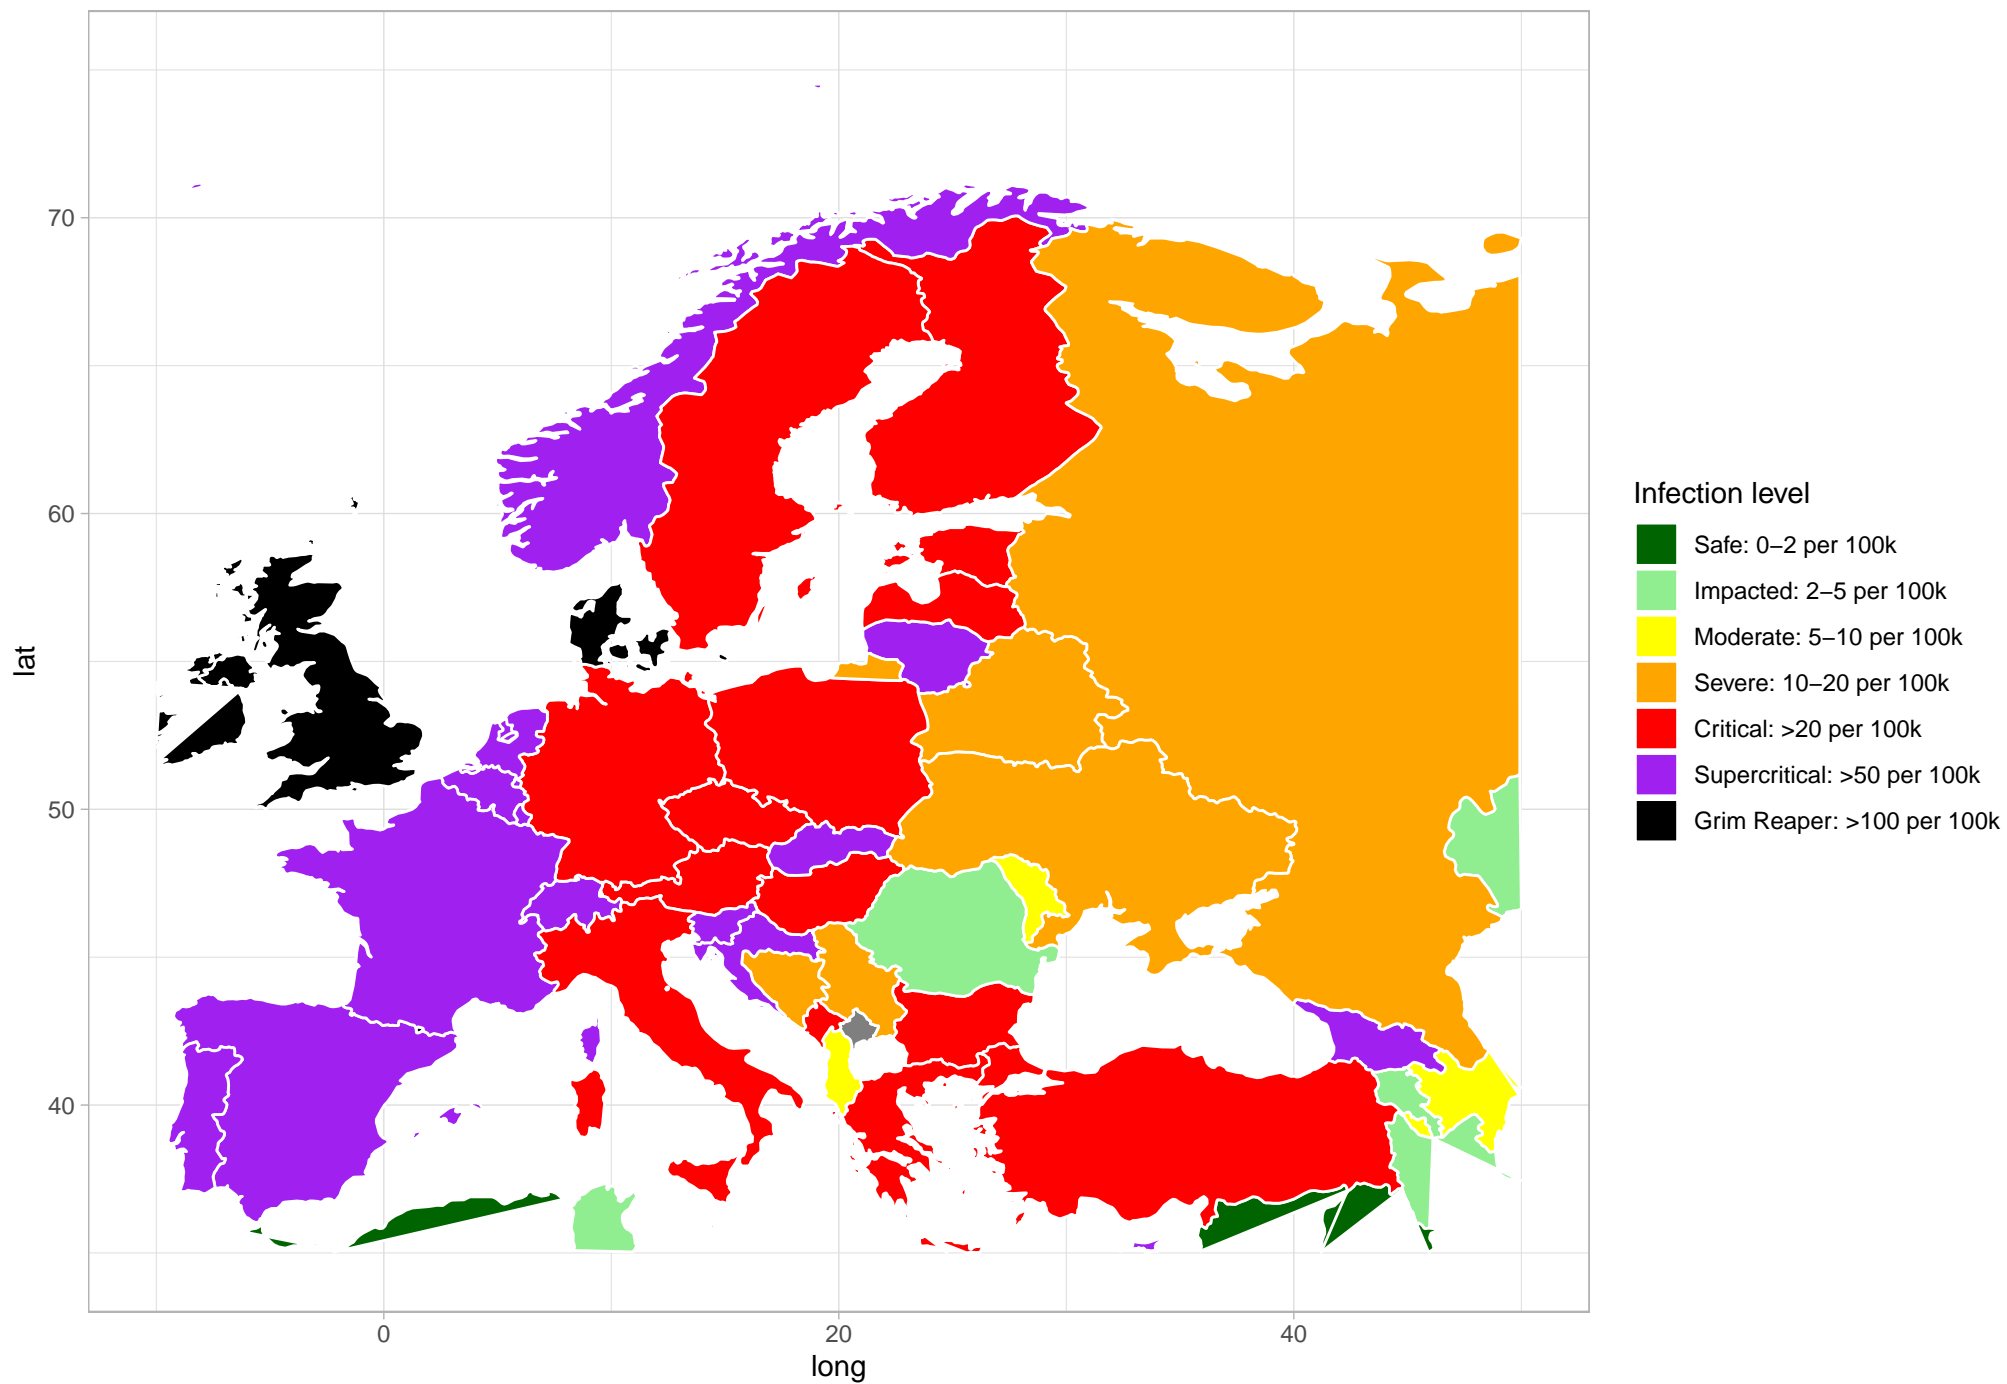 70
60
50
40
lat
0
20
40
long
Infection level
Safe: 0−2 per 100k
Impacted: 2−5 per 100k
Moderate: 5−10 per 100k
Severe: 10−20 per 100k
Critical: >20 per 100k
Supercritical: >50 per 100k
Grim Reaper: >100 per 100k